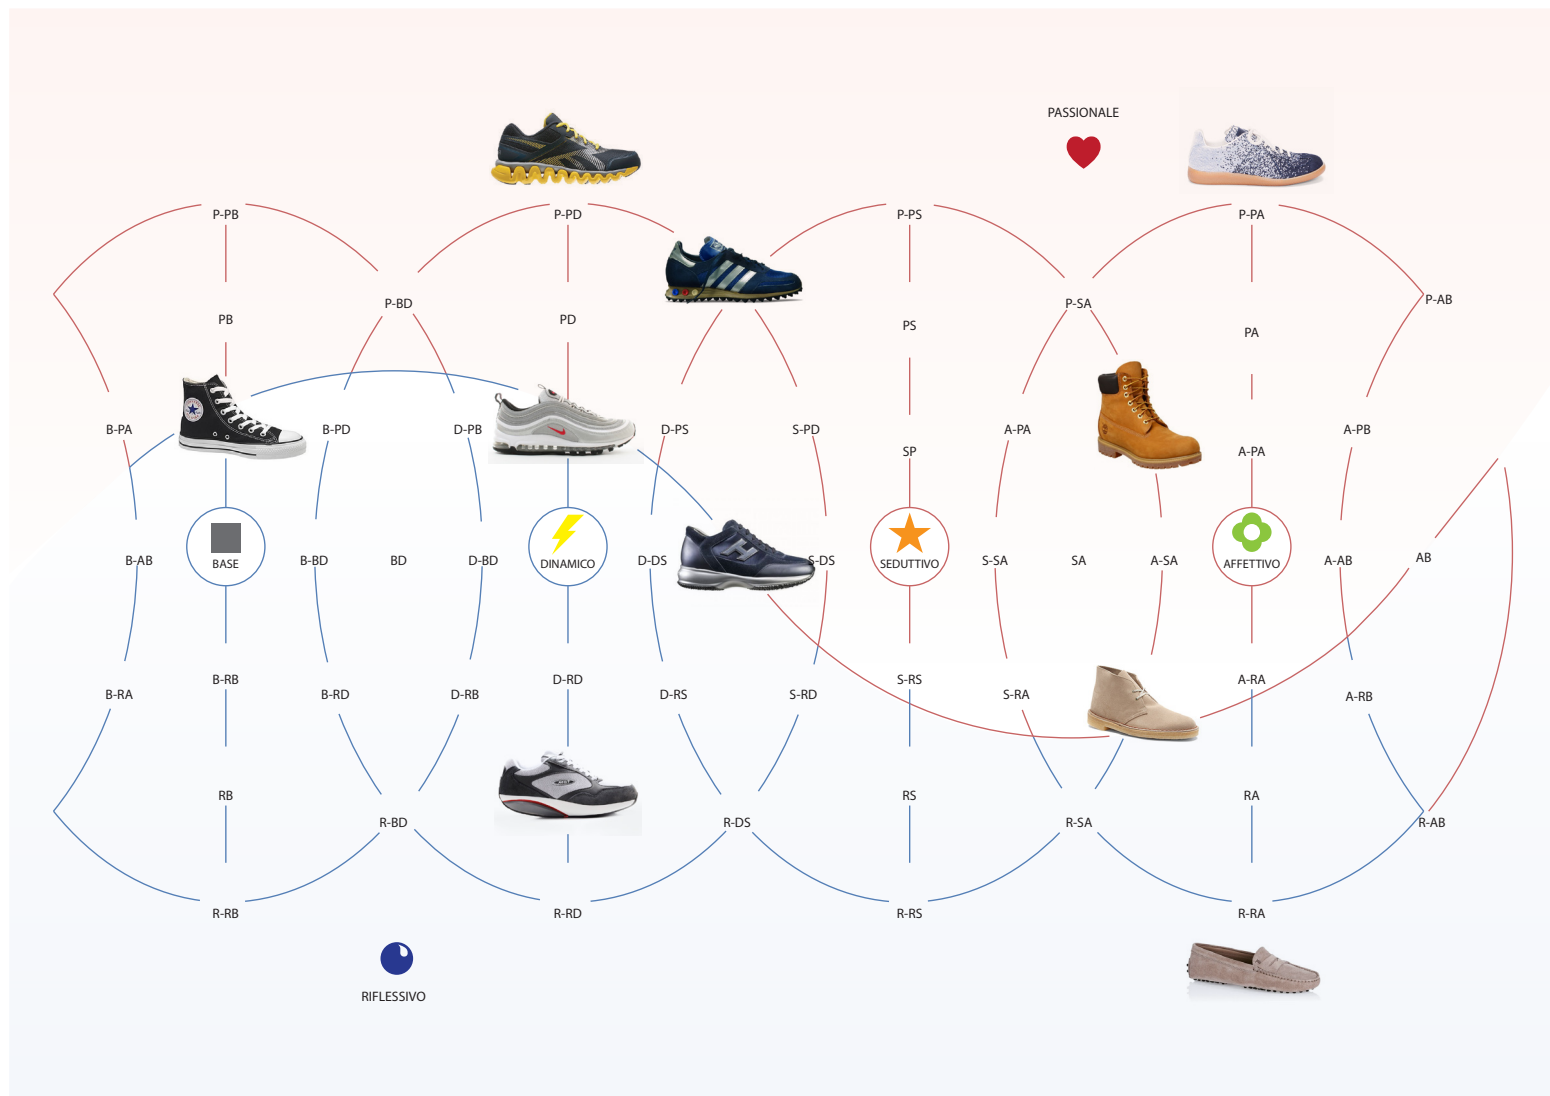 PASSIONALE
P-PB
P-PD
P-PS
P-PA
P-BD
P-SA
P-AB
PB
PD
PS
PA
B-PA
B-PD
D-PB
D-PS
S-PD
A-PA
A-PB
SP
A-PA
B-AB
BASE
B-BD
BD
D-BD
DINAMICO
D-DS
S-DS
SEDUTTIVO
S-SA
SA
A-SA
AFFETTIVO
A-AB
AB
B-RA
B-RB
B-RD
D-RB
D-RD
D-RS
S-RD
S-RS
S-RA
A-RA
A-RB
RB
RS
RA
R-BD
R-DS
R-SA
R-AB
R-RB
R-RD
R-RS
R-RA
RIFLESSIVO